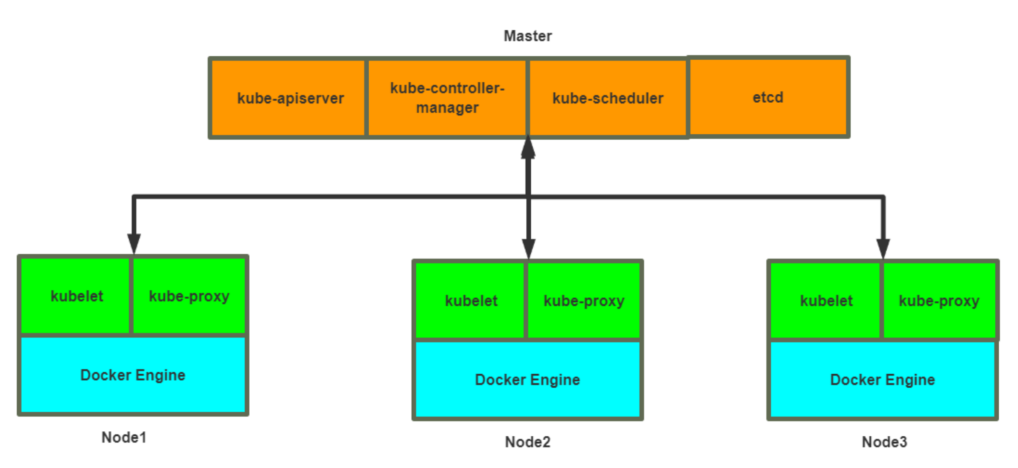 Master
kube-apiserver
kube-controller-
manager
kube-scheduler
etcd
kubelet
kube-proxy
Docker Engine
Node1
kubelet
kube-proxy
Docker Engine
Node2
kubelet
kube-proxy
Docker Engine
Node3